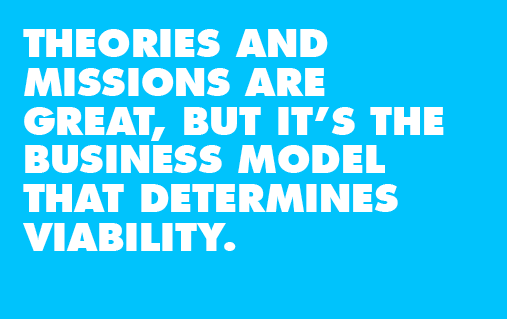 THEORIES AND
MISSIONS ARE
GREAT, BUT IT’S THE
BUSINESS MODEL
THAT DETERMINES
VIABILITY.